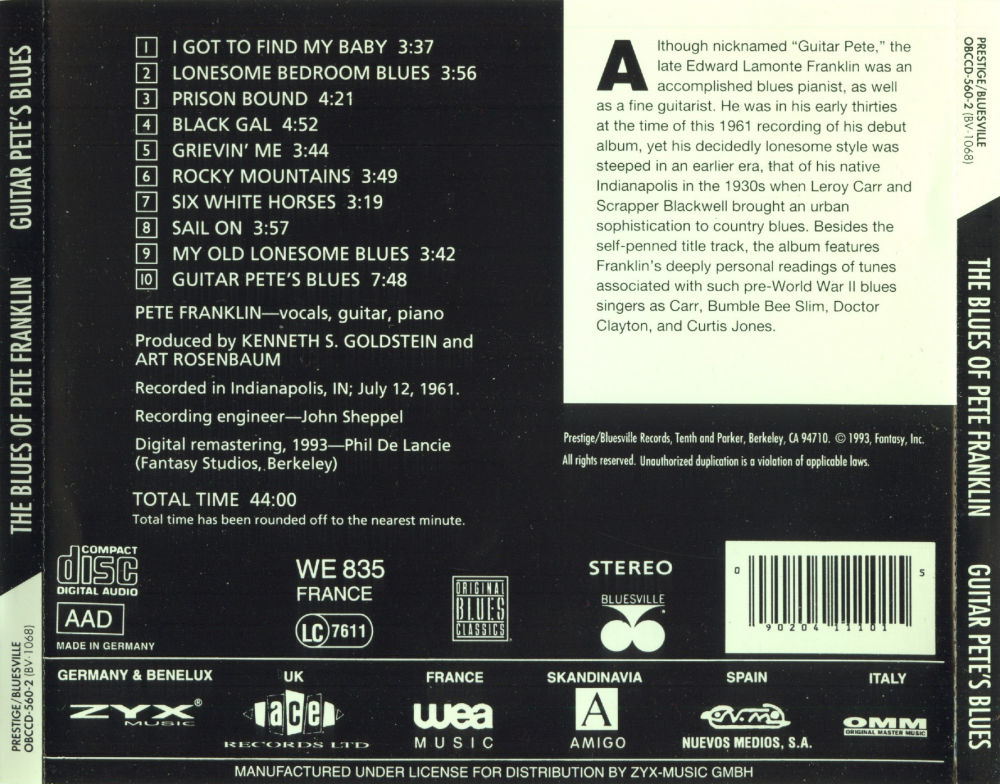 THE BLUES OF PETE FRANKLIN GUITAR PETE'S BLUES
PRESTIGE/BLUESVILLE
OBCCD-560-2 (BV-1068)
1 I GOT TO FIND MY BABY 3:37
2 LONESOME BEDROOM BLUES 3:56
3 PRISON BOUND 4:21
4 BLACK GAL 4:52
5 GRIEVIN' ME 3:44
6 ROCKY MOUNTAINS 3:49
7 SIX WHITE HORSES 3:19
8 SAIL ON 3:57
9 MY OLD LONESOME BLUES 3:42
10 GUITAR PETE'S BLUES 7:48
PETE FRANKLIN—vocals, guitar, piano
Produced by KENNETH S. GOLDSTEIN and
ART ROSENBAUM
Recorded in Indianapolis, IN; July 12, 1961.
Recording engineer—John Sheppel
Digital remastering, 1993—Phil De Lancie
(Fantasy Studios, Berkeley)
TOTAL TIME 44:00
Total time has been rounded off to the nearest minute.
Although nicknamed "Guitar Pete," the
late Edward Lamonte Franklin was an
accomplished blues pianist, as well
as a fine guitarist. He was in his early thirties
at the time of this 1961 recording of his debut
album, yet his decidedly lonesome style was
steeped in an earlier era, that of his native
Indianapolis in the 1930s when Leroy Carr and
Scrapper Blackwell brought an urban
sophistication to country blues. Besides the
self-penned title track, the album features
Franklin's deeply personal readings of tunes
associated with such pre-World War II blues
singers as Carr, Bumble Bee Slim, Doctor
Clayton, and Curtis Jones.
Prestige/Bluesville Records, Tenth and Parker, Berkeley, CA 94710. © 1993, Fantasy, Inc.
All rights reserved. Unauthorized duplication is a violation of applicable laws.
COMPACT
disc
DIGITAL AUDIO
AAD
MADE IN GERMANY
WE 835
FRANCE
LC 7611
ORIGINAL
BLUES
CLASSICS
STEREO
BLUESVILLE
0 90204 11101 5
GERMANY & BENELUX
ZYX®
MUSIC
UK
ace
RECORDS LTD
FRANCE
wea
MUSIC
SKANDINAVIA
A
AMIGO
SPAIN
NUEVOS MEDIOS, S.A.
ITALY
OMM
ORIGINAL MASTER MUSIC
MANUFACTURED UNDER LICENSE FOR DISTRIBUTION BY ZYX-MUSIC GMBH
PRESTIGE/BLUESVILLE
OBCCD-560-2 (BV-1068)
THE BLUES OF PETE FRANKLIN GUITAR PETE'S BLUES